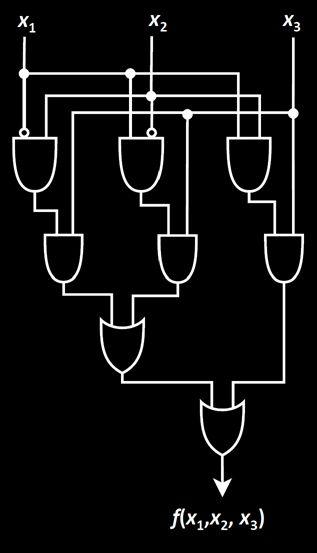 x₁ x₂ x₃
f(x₁,x₂, x₃)